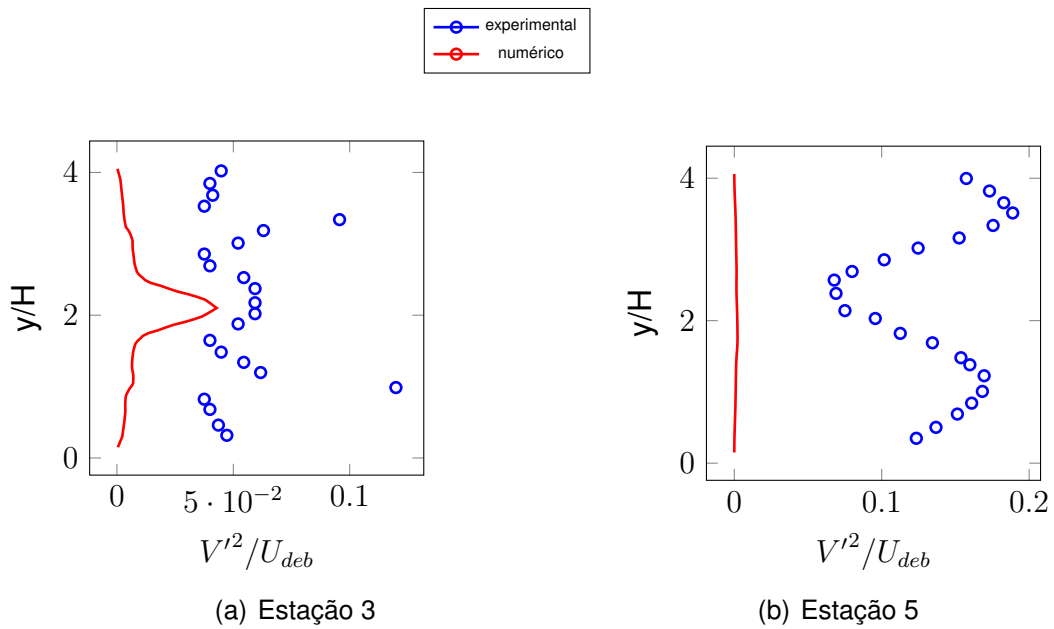 experimental
numérico
4
2
0
y/H
0
5 · 10⁻²
0.1
V′²/U_deb
(a) Estação 3
4
2
0
y/H
0
0.1
0.2
V′²/U_deb
(b) Estação 5